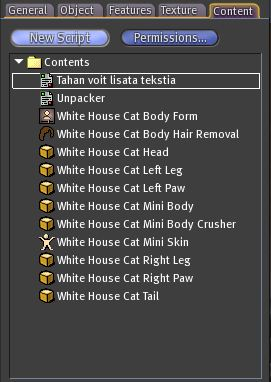 General Object Features Texture Content
New Script Permissions...
Contents
Tahan voit lisata tekstia
Unpacker
White House Cat Body Form
White House Cat Body Hair Removal
White House Cat Head
White House Cat Left Leg
White House Cat Left Paw
White House Cat Mini Body
White House Cat Mini Body Crusher
White House Cat Mini Skin
White House Cat Right Leg
White House Cat Right Paw
White House Cat Tail